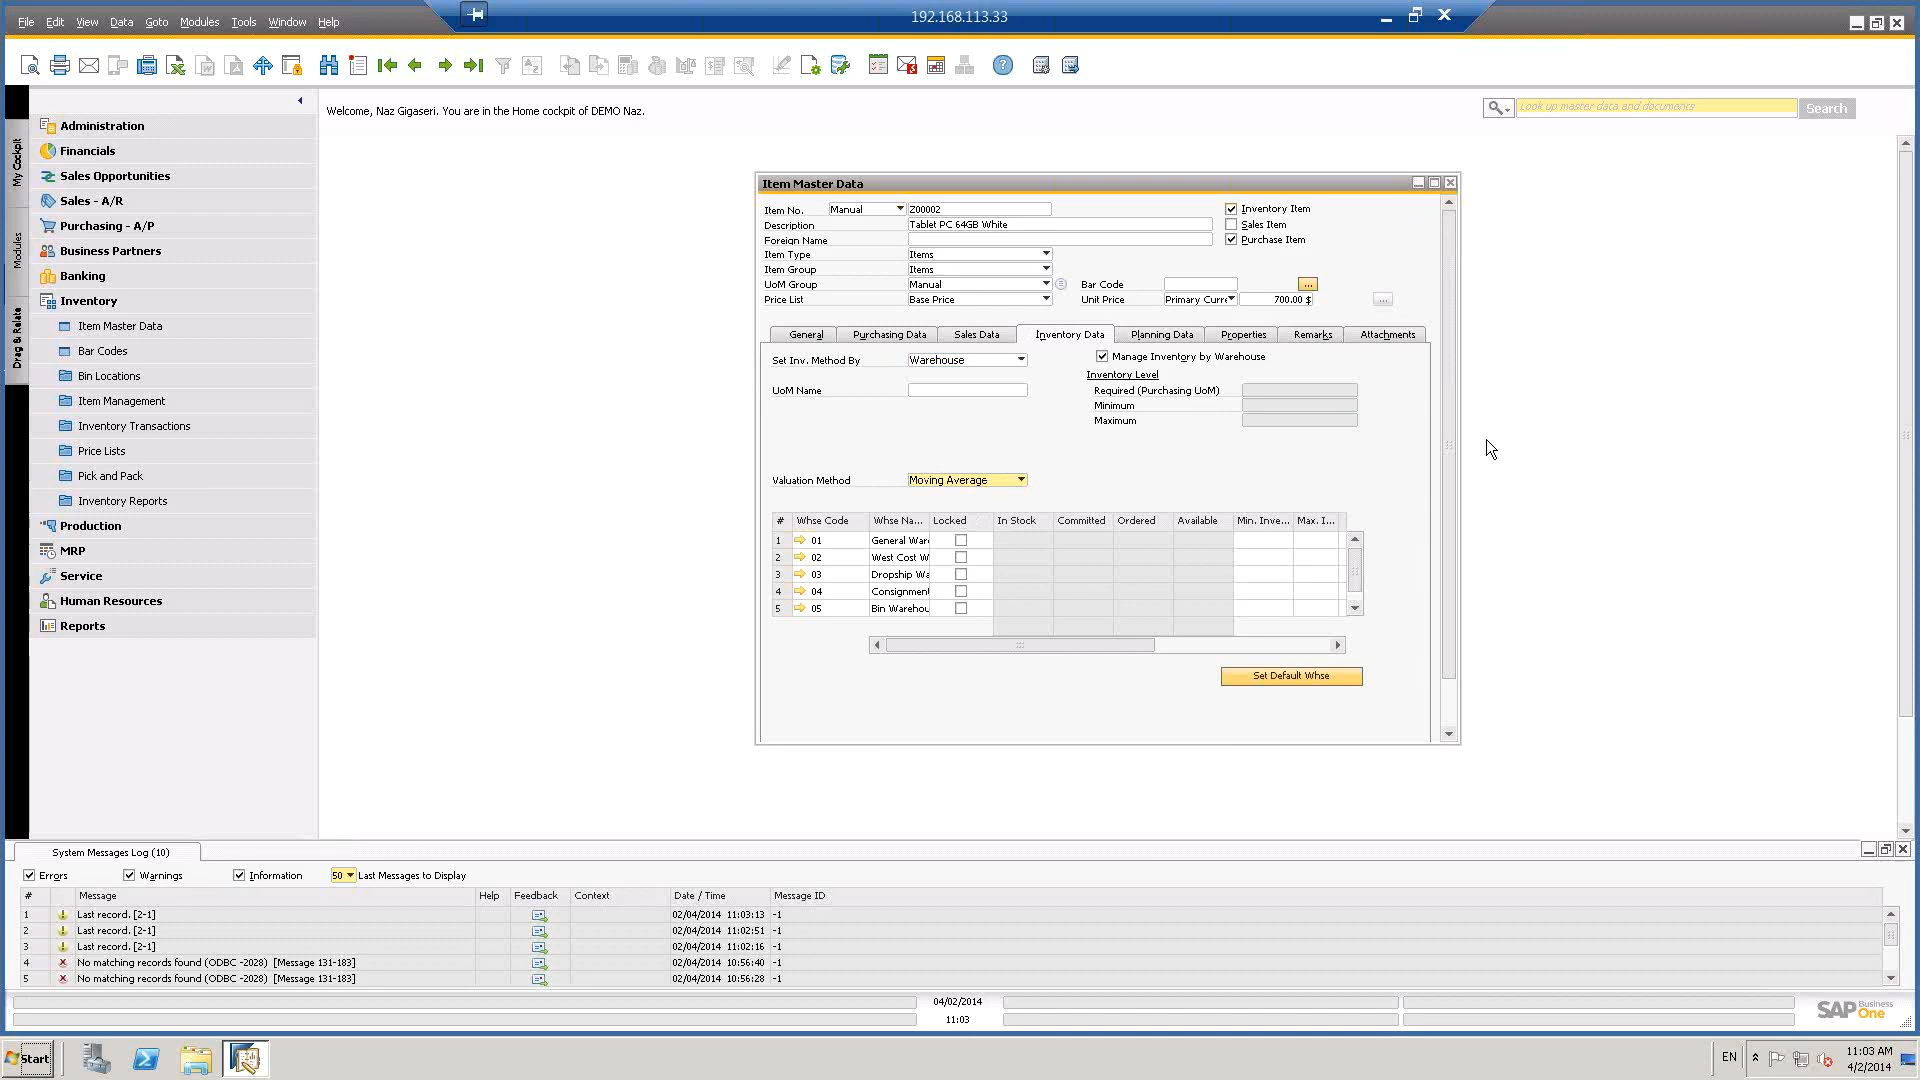 192.168.113.33
File Edit View Data Goto Modules Tools Window Help
Welcome, Naz Gigaseri. You are in the Home cockpit of DEMO Naz.
Look up master data and documents
Search
My Cockpit
Modules
Drag & Relate
Administration
Financials
Sales Opportunities
Sales - A/R
Purchasing - A/P
Business Partners
Banking
Inventory
Item Master Data
Bar Codes
Bin Locations
Item Management
Inventory Transactions
Price Lists
Pick and Pack
Inventory Reports
Production
MRP
Service
Human Resources
Reports
Item Master Data
Item No. Manual Z00002 Inventory Item
Description Tablet PC 64GB White Sales Item
Foreign Name Purchase Item
Item Type Items
Item Group Items
UoM Group Manual Bar Code ...
Price List Base Price Unit Price Primary Curre 700.00 $ ...
General Purchasing Data Sales Data Inventory Data Planning Data Properties Remarks Attachments
Set Inv. Method By Warehouse Manage Inventory by Warehouse
Inventory Level
UoM Name Required (Purchasing UoM)
Minimum
Maximum
Valuation Method Moving Average
# Whse Code Whse Na... Locked In Stock Committed Ordered Available Min. Inve... Max. I...
1 01 General War
2 02 West Cost W
3 03 Dropship Wa
4 04 Consignment
5 05 Bin Warehou
Set Default Whse
System Messages Log (10)
Errors Warnings Information 50 Last Messages to Display
# Message Help Feedback Context Date / Time Message ID
1 Last record. [2-1] 02/04/2014 11:03:13 -1
2 Last record. [2-1] 02/04/2014 11:02:51 -1
3 Last record. [2-1] 02/04/2014 11:02:16 -1
4 No matching records found (ODBC -2028) [Message 131-183] 02/04/2014 10:56:40 -1
5 No matching records found (ODBC -2028) [Message 131-183] 02/04/2014 10:56:28 -1
04/02/2014
11:03
SAP Business One
Start
EN
11:03 AM
4/2/2014